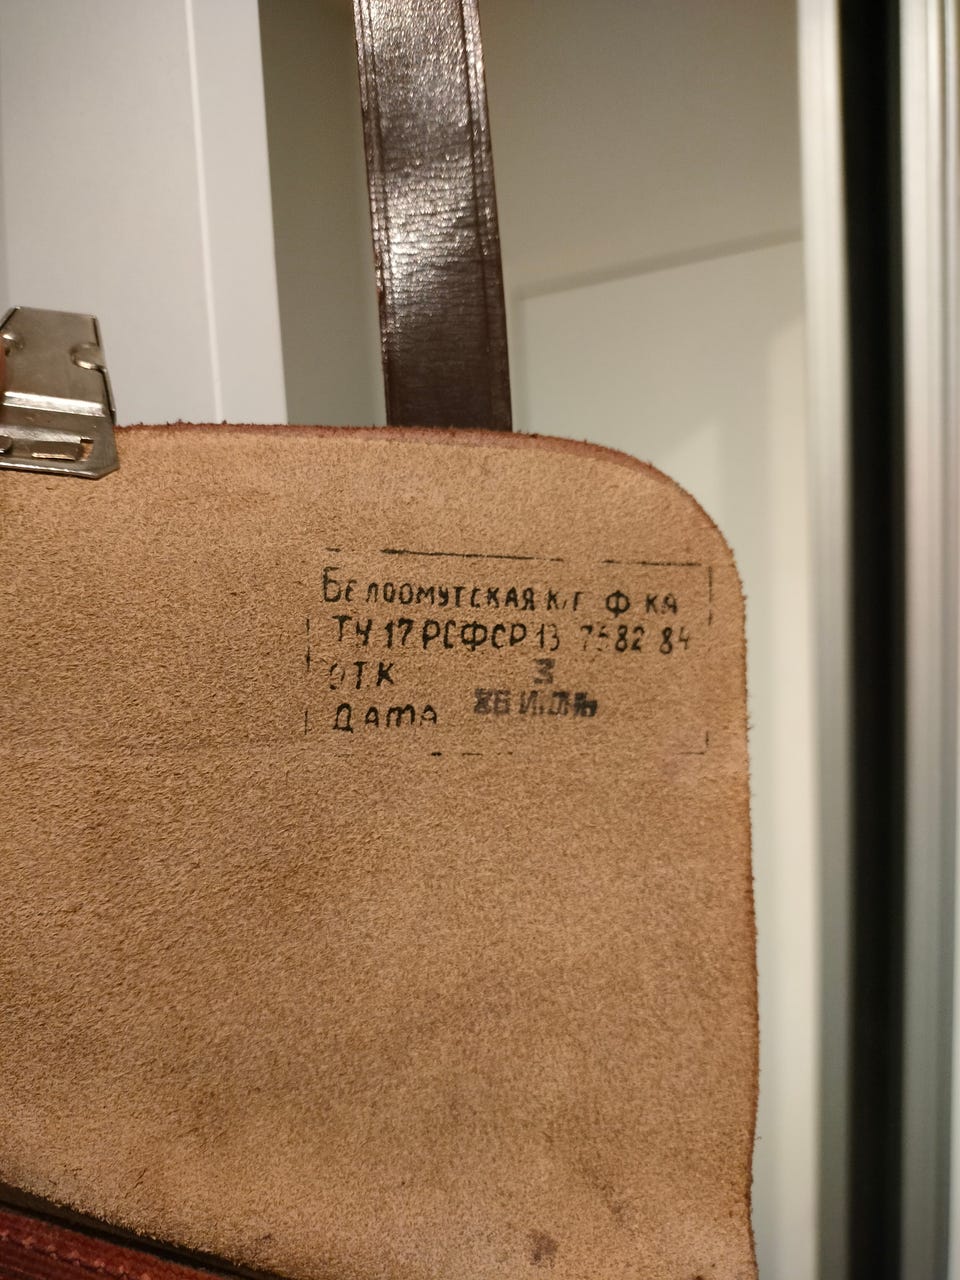 Белоомутская к/г ф ка
ТУ 17 РСФСР 13 7582 84
ОТК 3
Дата